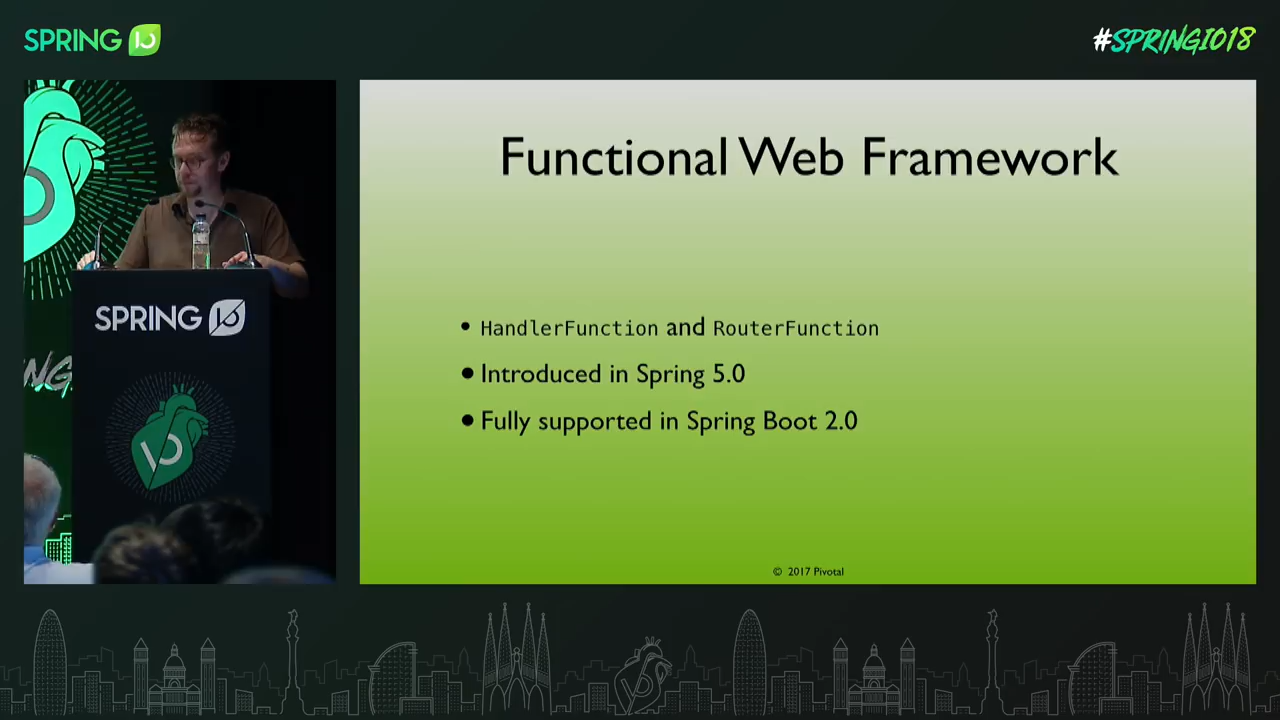 SPRING IO
#SPRINGIO18
SPRING IO
Functional Web Framework
• HandlerFunction and RouterFunction
• Introduced in Spring 5.0
• Fully supported in Spring Boot 2.0
© 2017 Pivotal